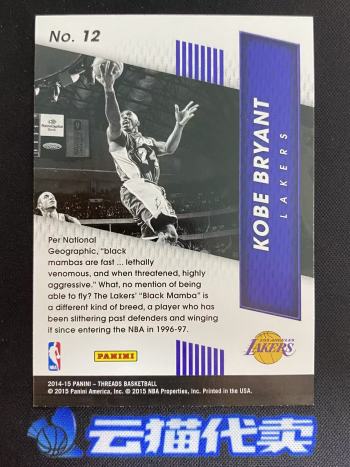 No. 12
KOBE BRYANT
LAKERS
Per National
Geographic, "black
mambas are fast ... lethally
venomous, and when threatened, highly
aggressive." What, no mention of being
able to fly? The Lakers' "Black Mamba" is
a different kind of breed, a player who has
been slithering past defenders and winging
it since entering the NBA in 1996-97.
NBA
PANINI
LOS ANGELES
LAKERS
2014-15 PANINI – THREADS BASKETBALL
© 2015 Panini America, Inc. © 2015 NBA Properties, Inc. Printed in the USA.
云猫代卖